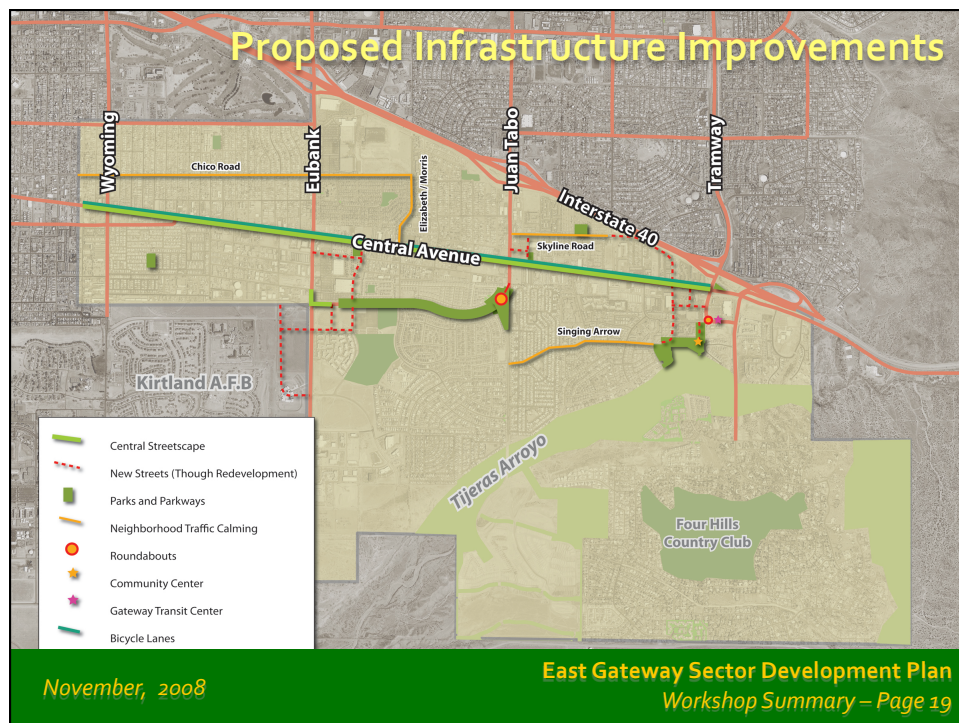 Proposed Infrastructure Improvements
Wyoming
Eubank
Juan Tabo
Tramway
Chico Road
Elizabeth / Morris
Interstate 40
Central Avenue
Skyline Road
Singing Arrow
Kirtland A.F.B
Tijeras Arroyo
Four Hills
Country Club
Central Streetscape
New Streets (Though Redevelopment)
Parks and Parkways
Neighborhood Traffic Calming
Roundabouts
Community Center
Gateway Transit Center
Bicycle Lanes
November, 2008
East Gateway Sector Development Plan
Workshop Summary – Page 19